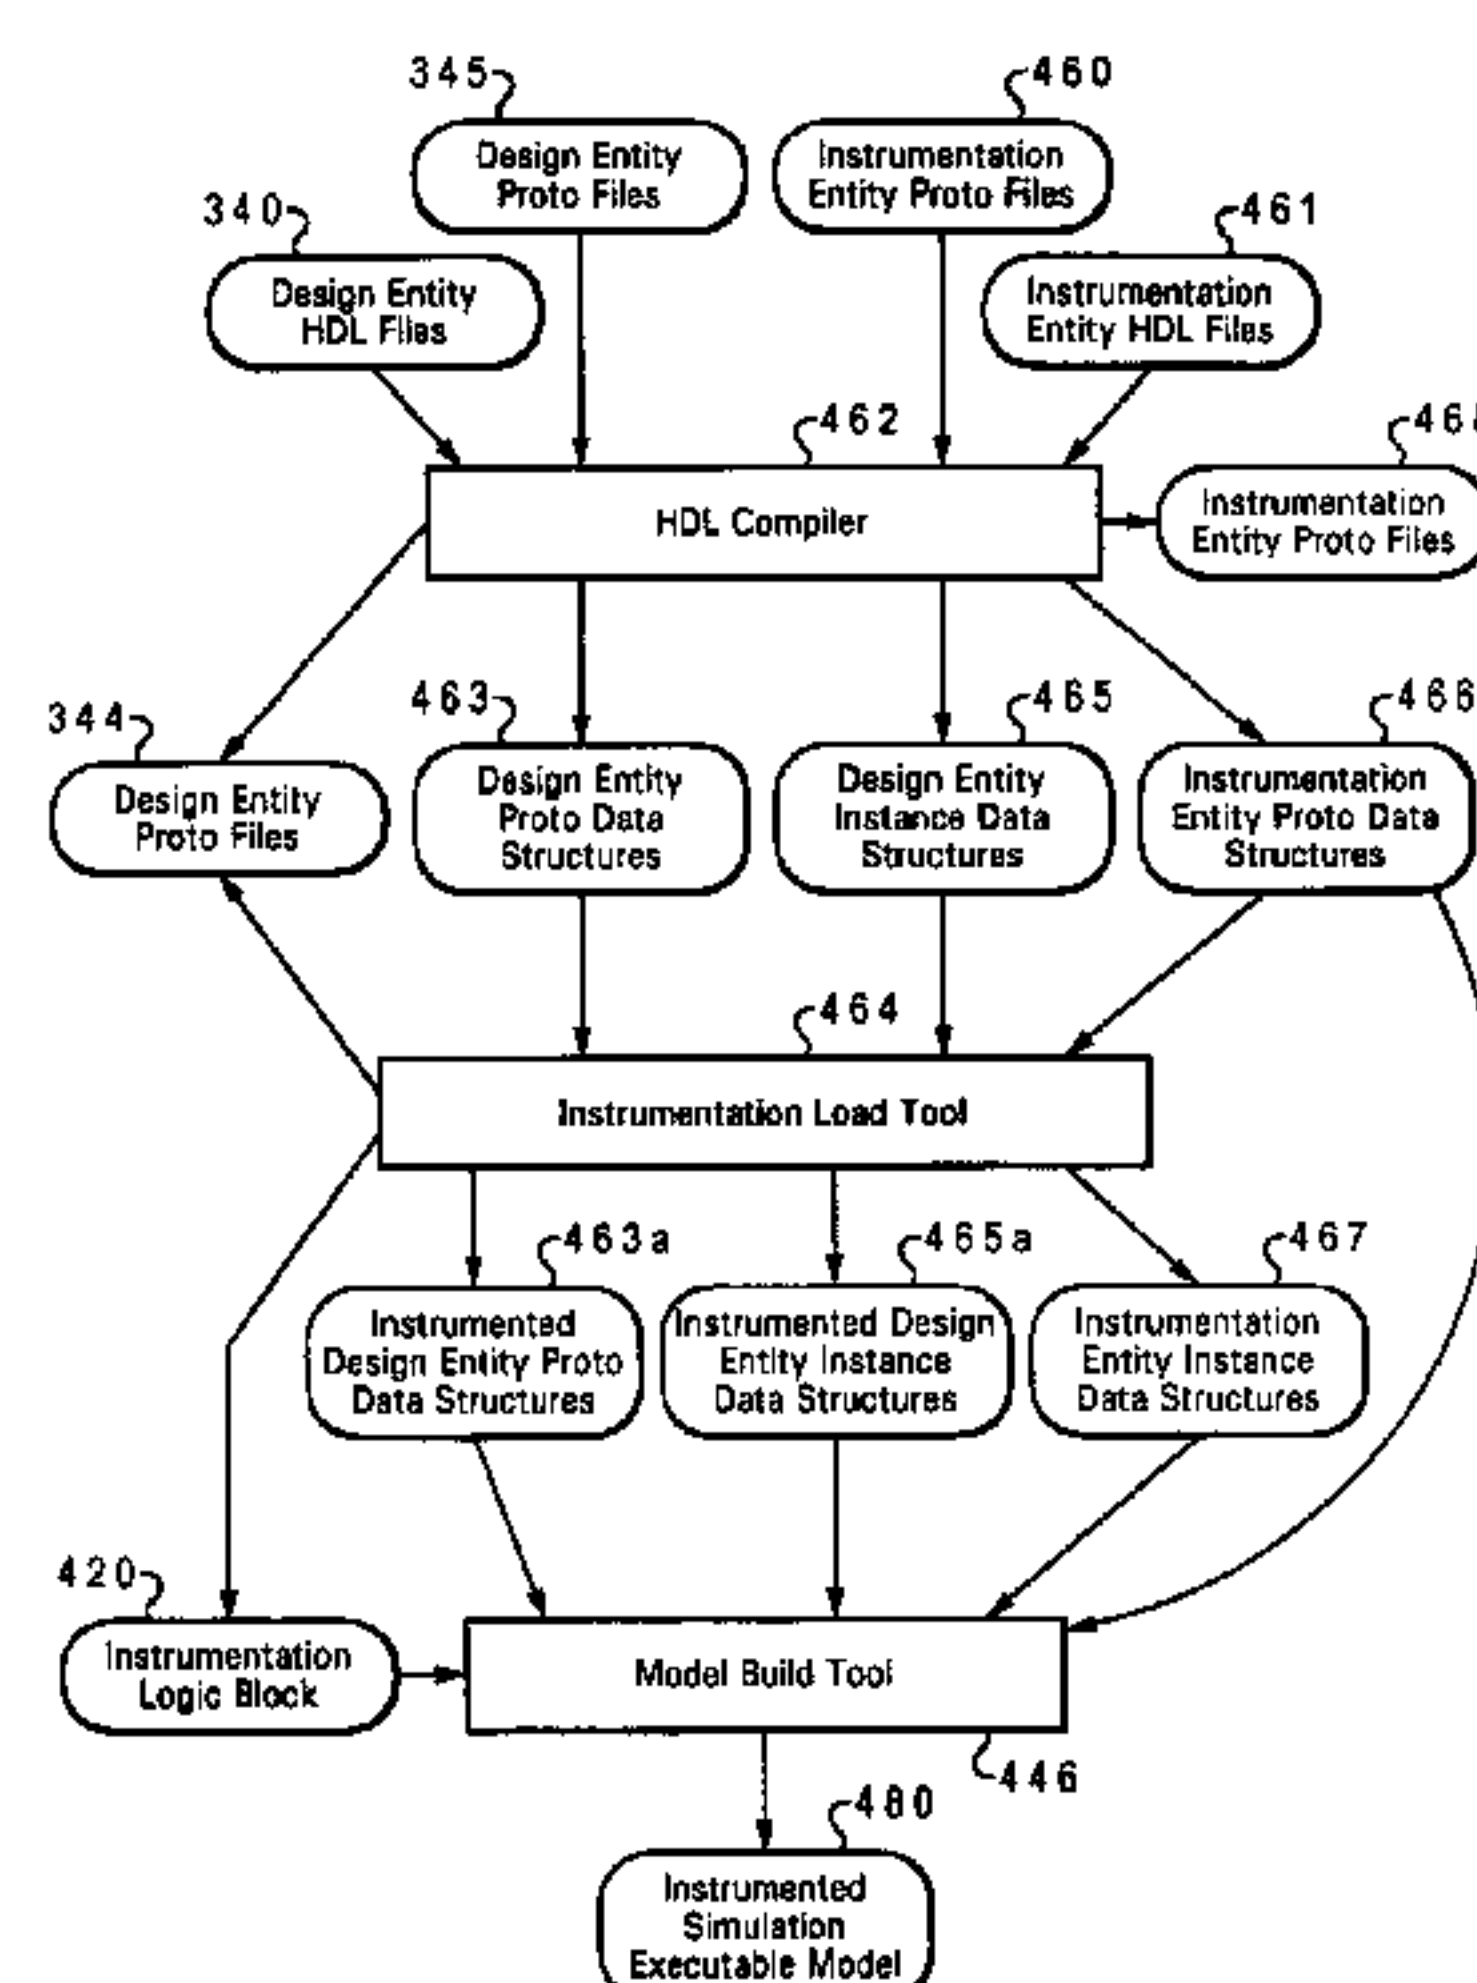 345
460
Design Entity
Proto Files
Instrumentation
Entity Proto Files
340
461
Design Entity
HDL Files
Instrumentation
Entity HDL Files
462
HDL Compiler
Instrumentation
Entity Proto Files
344
463
465
466
Design Entity
Proto Files
Design Entity
Proto Data
Structures
Design Entity
Instance Data
Structures
Instrumentation
Entity Proto Data
Structures
464
Instrumentation Load Tool
463a
465a
467
Instrumented
Design Entity Proto
Data Structures
Instrumented Design
Entity Instance
Data Structures
Instrumentation
Entity Instance
Data Structures
420
Instrumentation
Logic Block
Model Build Tool
446
480
Instrumented
Simulation
Executable Model